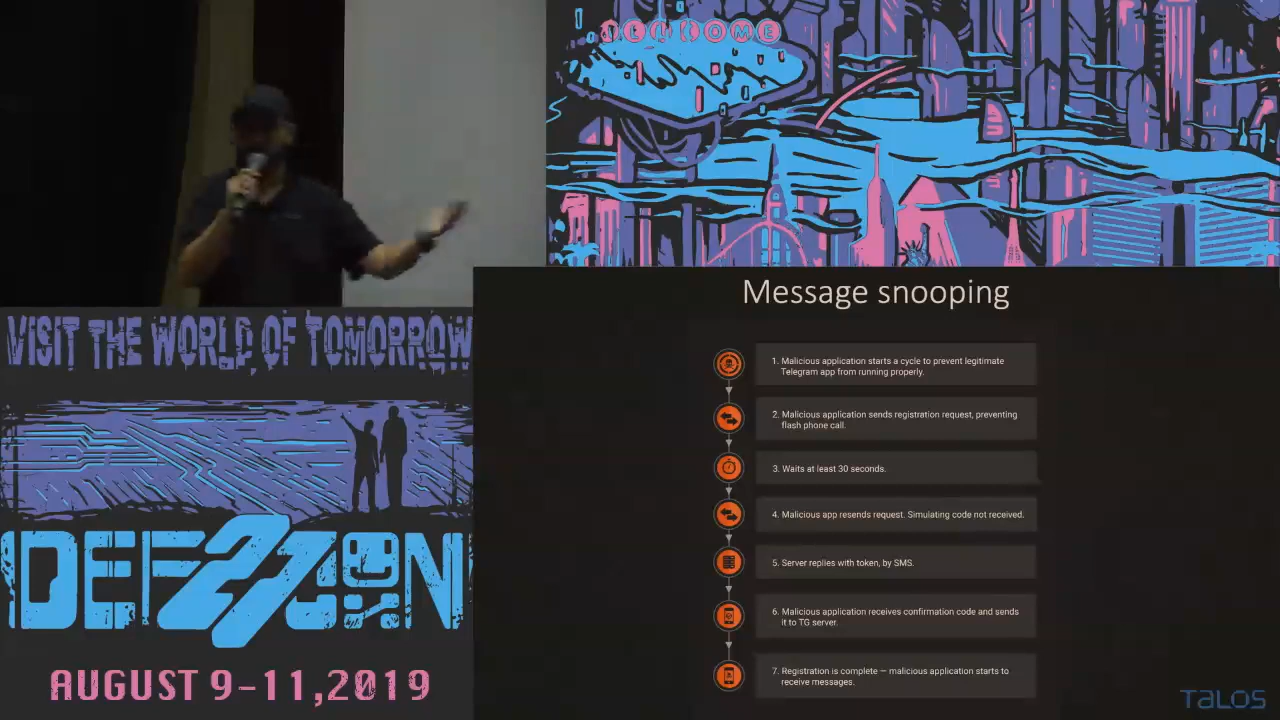 WELCOME
VISIT THE WORLD OF TOMORROW
DEF CON
27
AUGUST 9-11,2019
Message snooping
1. Malicious application starts a cycle to prevent legitimate
Telegram app from running properly.
2. Malicious application sends registration request, preventing
flash phone call.
3. Waits at least 30 seconds.
4. Malicious app resends request. Simulating code not received.
5. Server replies with token, by SMS.
6. Malicious application receives confirmation code and sends
it to TG server.
7. Registration is complete — malicious application starts to
receive messages.
TALOS